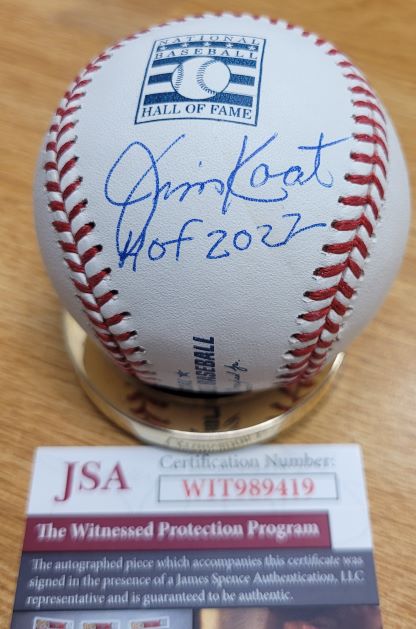 NATIONAL
BASEBALL
HALL OF FAME
Jim Kaat
HOF 2022
BASEBALL
JSA
Certification Number:
WIT989419
The Witnessed Protection Program
The autographed piece which accompanies this certificate was
signed in the presence of a James Spence Authentication, LLC
representative and is guaranteed to be authentic.